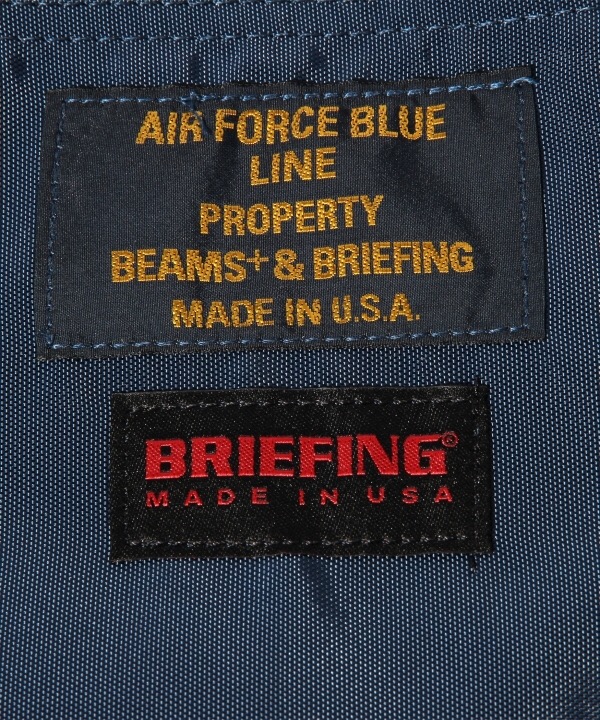 AIR FORCE BLUE
LINE
PROPERTY
BEAMS+ & BRIEFING
MADE IN U.S.A.
BRIEFING®
MADE IN USA